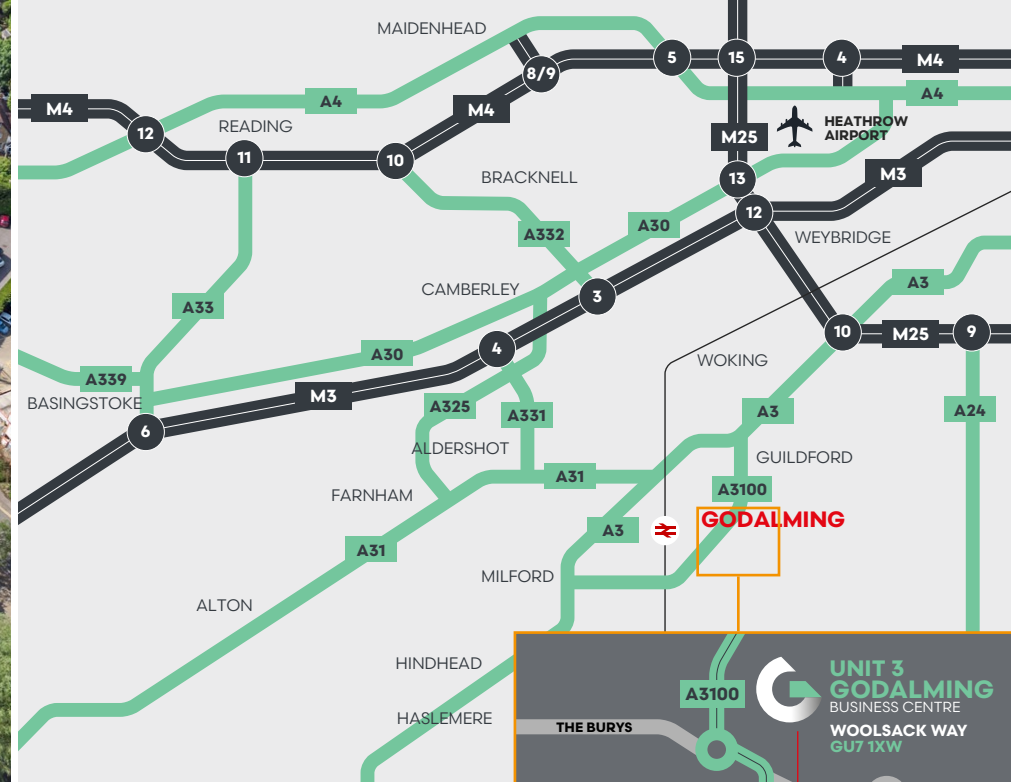 MAIDENHEAD
5
15
4
M4
8/9
A4
A4
M4
M4
HEATHROW
AIRPORT
12
READING
M25
11
10
BRACKNELL
13
M3
12
A332
A30
WEYBRIDGE
CAMBERLEY
A3
3
A33
10
M25
9
A30
4
WOKING
A339
M3
BASINGSTOKE
A325
A331
A3
A24
6
ALDERSHOT
GUILDFORD
A31
A3100
FARNHAM
GODALMING
A3
A31
MILFORD
ALTON
HINDHEAD
HASLEMERE
A3100
UNIT 3
GODALMING
BUSINESS CENTRE
THE BURYS
WOOLSACK WAY
GU7 1XW